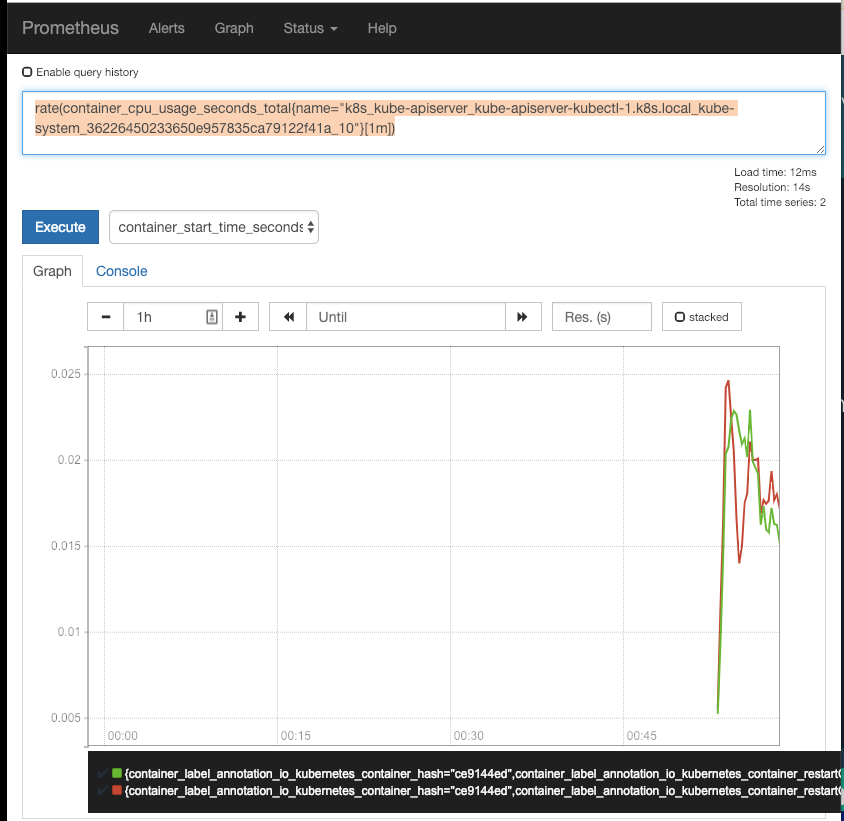 Prometheus Alerts Graph Status Help
Enable query history
rate(container_cpu_usage_seconds_total{name="k8s_kube-apiserver_kube-apiserver-kubectl-1.k8s.local_kube-
system_36226450233650e957835ca79122f41a_10"}[1m])
Load time: 12ms
Resolution: 14s
Total time series: 2
Execute container_start_time_seconds
Graph Console
1h Until Res. (s) stacked
0.025
0.02
0.015
0.01
0.005
00:00 00:15 00:30 00:45
{container_label_annotation_io_kubernetes_container_hash="ce9144ed",container_label_annotation_io_kubernetes_container_restart
{container_label_annotation_io_kubernetes_container_hash="ce9144ed",container_label_annotation_io_kubernetes_container_restart